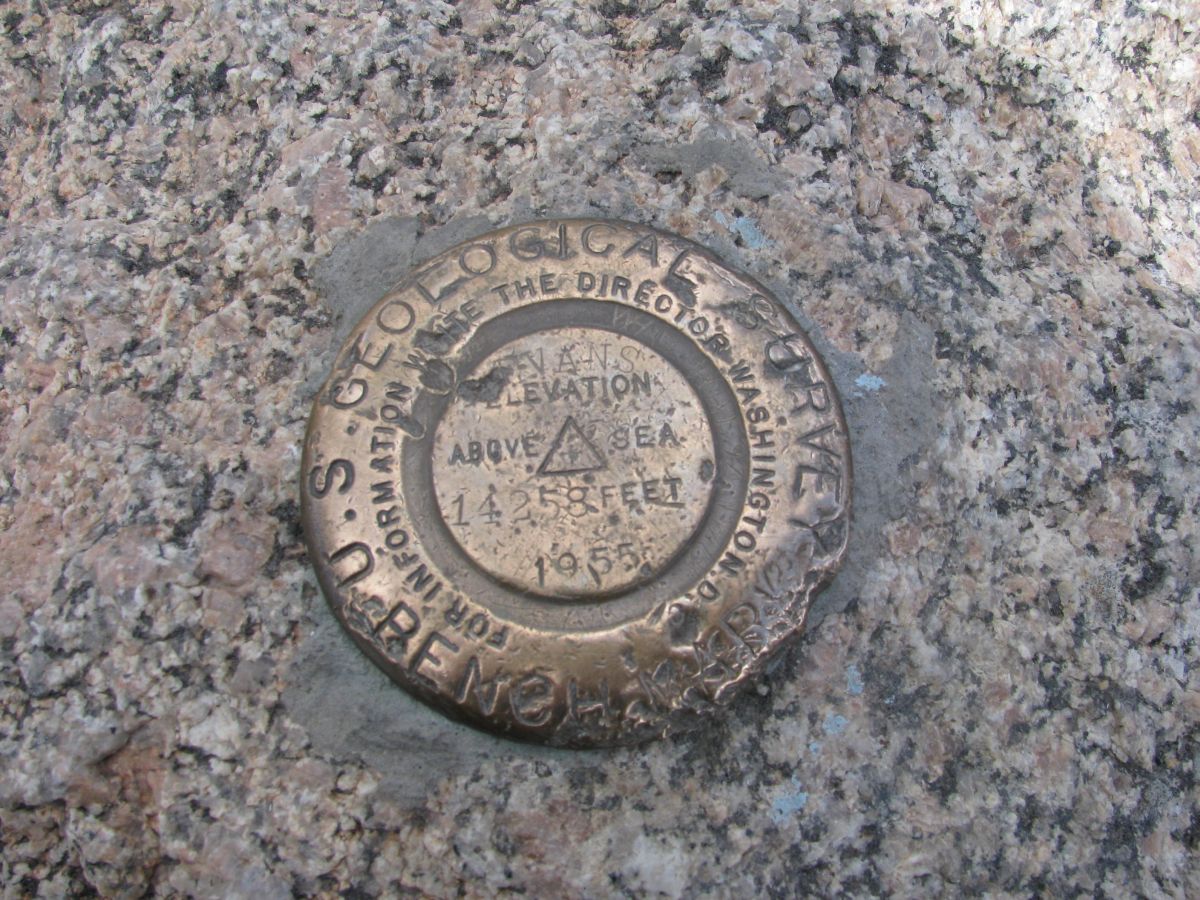 U.S. GEOLOGICAL SURVEY
BENCH MARK
FOR INFORMATION WRITE THE DIRECTOR WASHINGTON. D.C.
EVANS
ELEVATION
ABOVE SEA
14258 FEET
1955